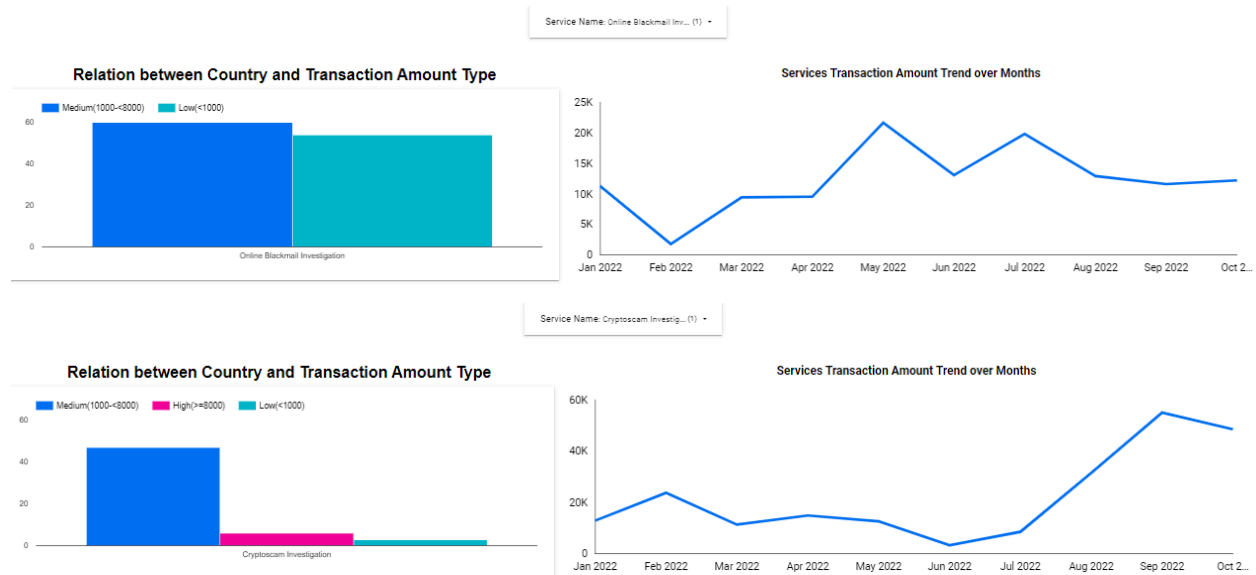 Service Name: Online Blackmail Inv... (1)
Relation between Country and Transaction Amount Type
Medium(1000-<8000) Low(<1000)
60
40
20
0
Online Blackmail Investigation
Services Transaction Amount Trend over Months
25K
20K
15K
10K
5K
0
Jan 2022 Feb 2022 Mar 2022 Apr 2022 May 2022 Jun 2022 Jul 2022 Aug 2022 Sep 2022 Oct 2...
Service Name: Cryptoscam Investig... (1)
Relation between Country and Transaction Amount Type
Medium(1000-<8000) High(>=8000) Low(<1000)
60
40
20
0
Cryptoscam Investigation
Services Transaction Amount Trend over Months
60K
40K
20K
0
Jan 2022 Feb 2022 Mar 2022 Apr 2022 May 2022 Jun 2022 Jul 2022 Aug 2022 Sep 2022 Oct 2...